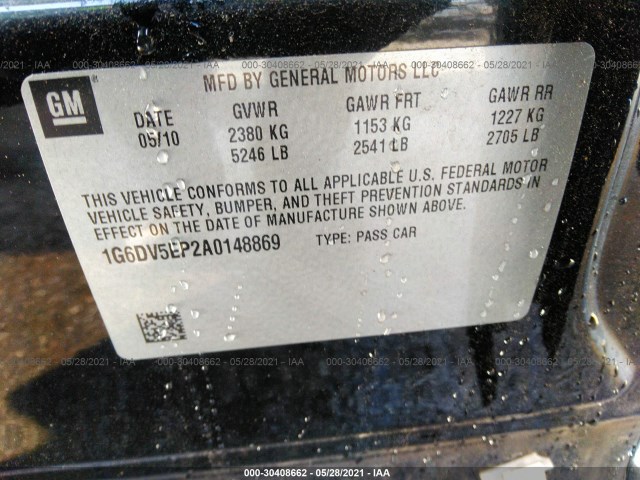 000-30408662 - 05/28/2021 - IAA
GM
MFD BY GENERAL MOTORS LLC
DATE GVWR GAWR FRT GAWR RR
05/10 2380 KG 1153 KG 1227 KG
5246 LB 2541 LB 2705 LB
THIS VEHICLE CONFORMS TO ALL APPLICABLE U.S. FEDERAL MOTOR
VEHICLE SAFETY, BUMPER, AND THEFT PREVENTION STANDARDS IN
EFFECT ON THE DATE OF MANUFACTURE SHOWN ABOVE.
1G6DV5EP2A0148869 TYPE: PASS CAR
000-30408662 - 05/28/2021 - IAA
000-30408662 - 05/28/2021 - IAA